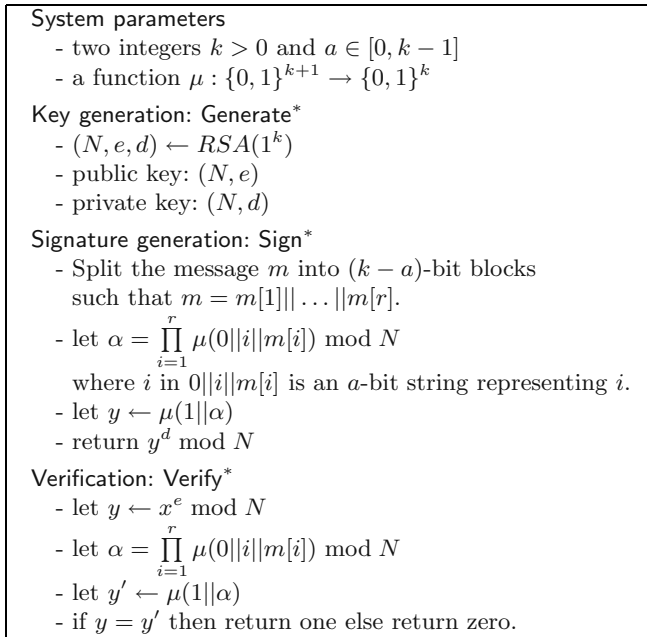 System parameters
- two integers k > 0 and a ∈ [0, k − 1]
- a function μ : {0, 1}^{k+1} → {0, 1}^k
Key generation: Generate*
- (N, e, d) ← RSA(1^k)
- public key: (N, e)
- private key: (N, d)
Signature generation: Sign*
- Split the message m into (k − a)-bit blocks
such that m = m[1]|| . . . ||m[r].
- let α = ∏_{i=1}^{r} μ(0||i||m[i]) mod N
where i in 0||i||m[i] is an a-bit string representing i.
- let y ← μ(1||α)
- return y^d mod N
Verification: Verify*
- let y ← x^e mod N
- let α = ∏_{i=1}^{r} μ(0||i||m[i]) mod N
- let y′ ← μ(1||α)
- if y = y′ then return one else return zero.